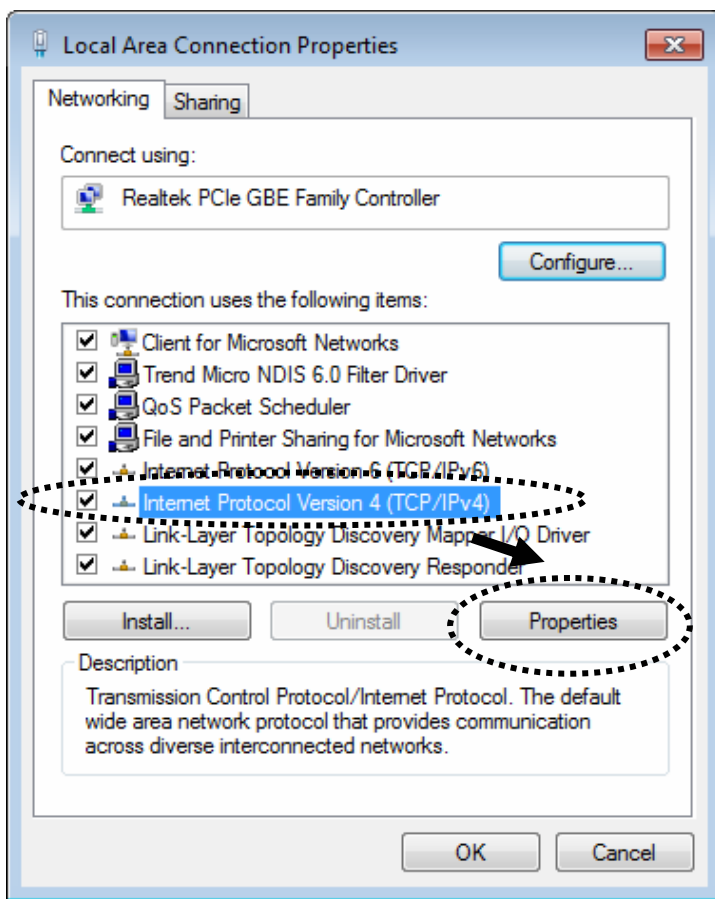 Local Area Connection Properties
Networking
Sharing
Connect using:
Realtek PCIe GBE Family Controller
Configure...
This connection uses the following items:
Client for Microsoft Networks
Trend Micro NDIS 6.0 Filter Driver
QoS Packet Scheduler
File and Printer Sharing for Microsoft Networks
Internet Protocol Version 6 (TCP/IPv6)
Internet Protocol Version 4 (TCP/IPv4)
Link-Layer Topology Discovery Mapper I/O Driver
Link-Layer Topology Discovery Responder
Install...
Uninstall
Properties
Description
Transmission Control Protocol/Internet Protocol. The default
wide area network protocol that provides communication
across diverse interconnected networks.
OK
Cancel